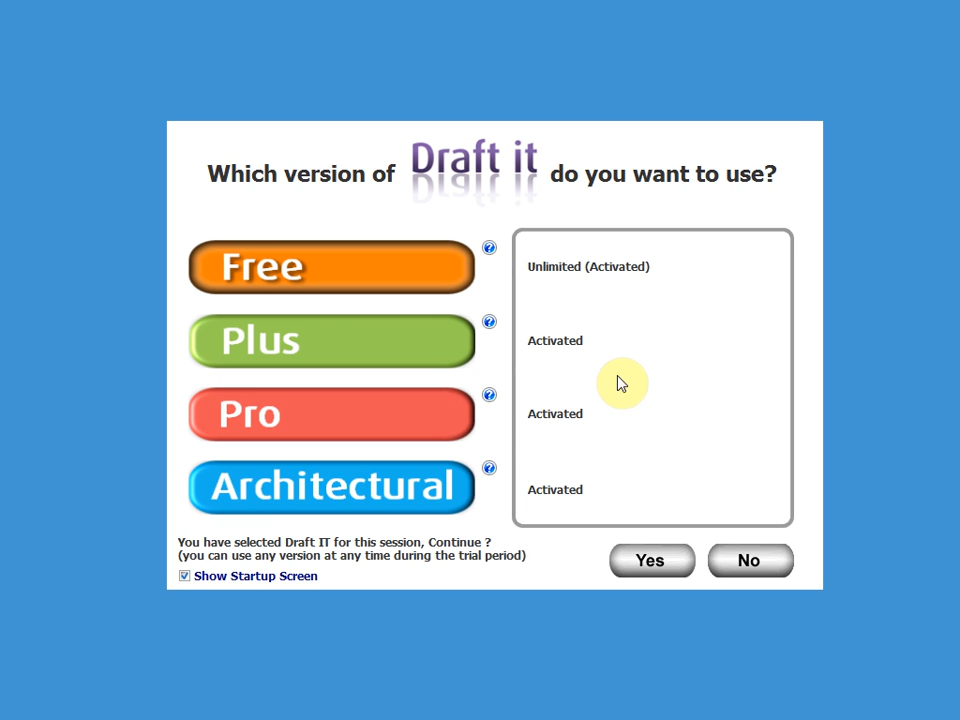 Which version of Draft it do you want to use?
Free
Unlimited (Activated)
Plus
Activated
Pro
Activated
Architectural
Activated
You have selected Draft IT for this session, Continue ?
(you can use any version at any time during the trial period)
Show Startup Screen
Yes
No